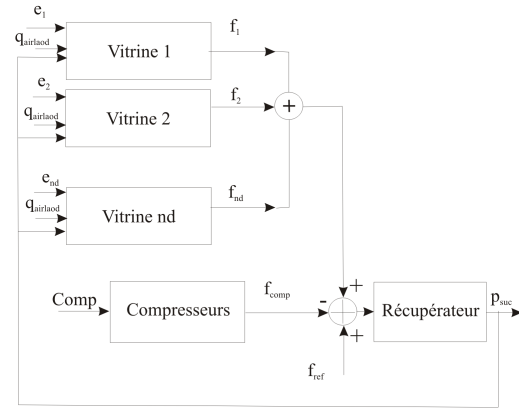 e1
qairlaod
Vitrine 1
f1
e2
qairlaod
Vitrine 2
f2
+
end
qairlaod
Vitrine nd
fnd
Comp
Compresseurs
fcomp
-
+
+
fref
Récupérateur
psuc